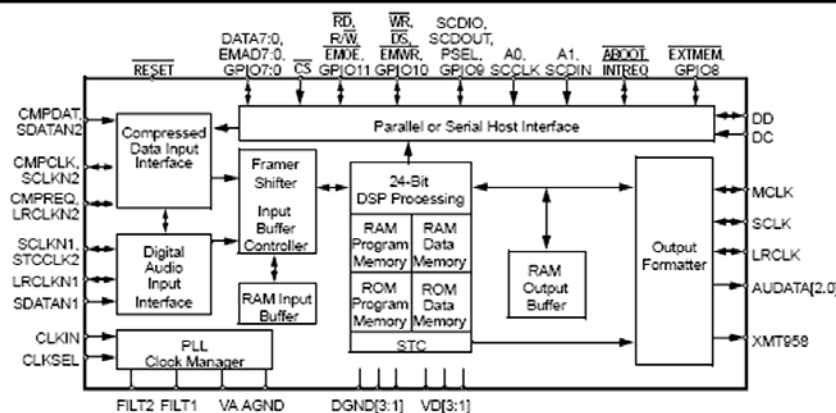 RD, WR, SCDIO,
DATA7:0, R/W, DS, SCDOUT,
EMAD7:0, EMOE, EMWR, PSEL, A0, A1, ABOOT EXTMEM,
RESET GPIO7:0 CS GPIO11 GPIO10 GPIO9 SCCLK SCDIN INTREQ GPIO8
CMPDAT,
SDATAN2
CMPCLK,
SCLKN2
CMPREQ,
LRCLKN2
SCLKN1,
STCCLK2
LRCLKN1
SDATAN1
CLKIN
CLKSEL
Compressed
Data Input
Interface
Digital
Audio
Input
Interface
PLL
Clock Manager
Parallel or Serial Host Interface
Framer
Shifter
Input
Buffer
Controller
RAM Input
Buffer
24-Bit
DSP Processing
RAM
Program
Memory
RAM
Data
Memory
ROM
Program
Memory
ROM
Data
Memory
STC
RAM
Output
Buffer
Output
Formatter
DD
DC
MCLK
SCLK
LRCLK
AUDATA[2.0]
XMT958
FILT2 FILT1 VA AGND DGND[3:1] VD[3:1]